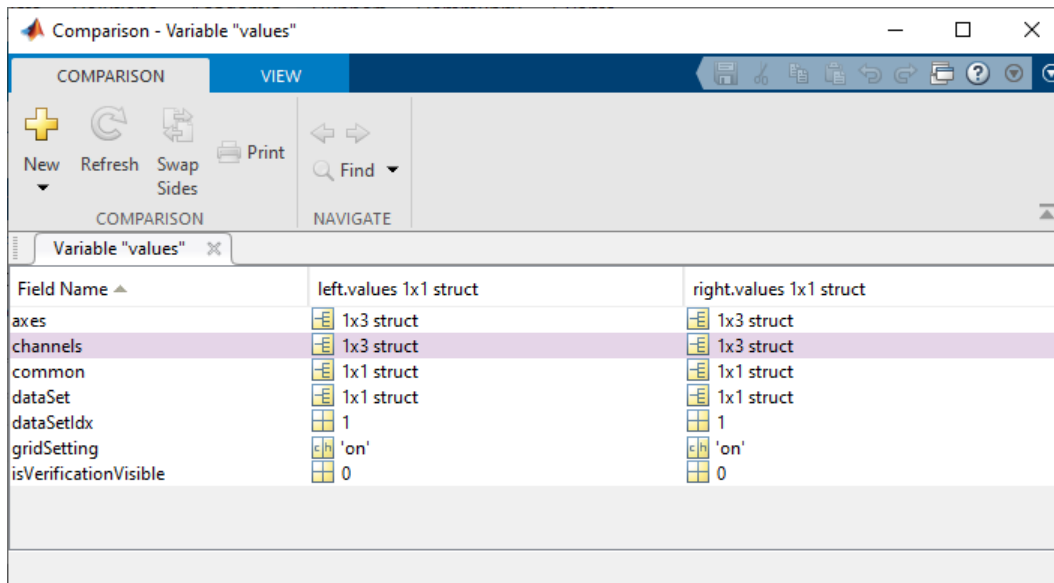 Comparison - Variable "values"
COMPARISON VIEW
New Refresh Swap Sides Print Find
COMPARISON NAVIGATE
Variable "values"
Field Name left.values 1x1 struct right.values 1x1 struct
axes 1x3 struct 1x3 struct
channels 1x3 struct 1x3 struct
common 1x1 struct 1x1 struct
dataSet 1x1 struct 1x1 struct
dataSetIdx 1 1
gridSetting ch 'on' ch 'on'
isVerificationVisible 0 0